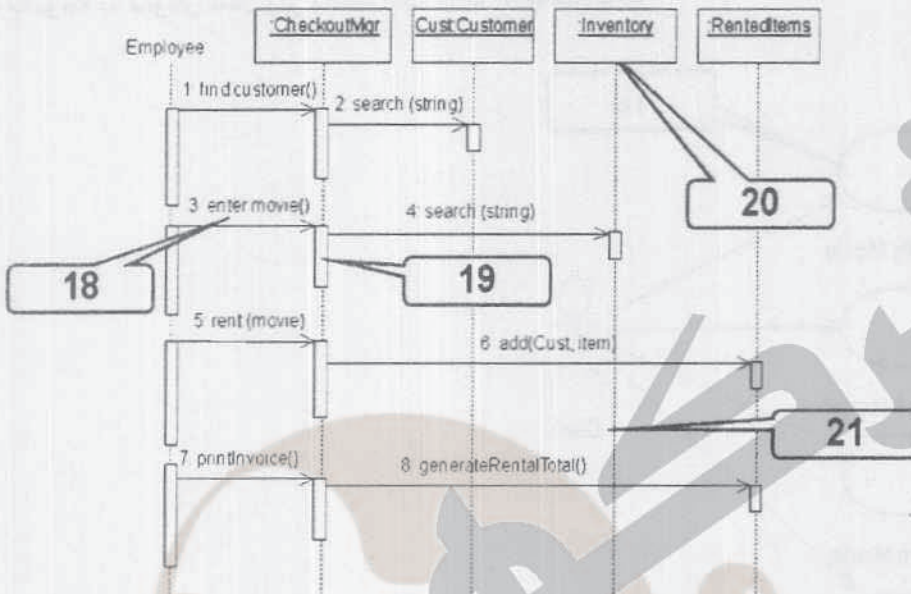 :CheckoutMgr
Cust:Customer
:Inventory
:RentedItems
Employee
1 find customer()
2 search (string)
3 enter movie()
4 search (string)
20
18
19
5 rent (movie)
6 add(Cust, item)
21
7 printInvoice()
8 generateRentalTotal()